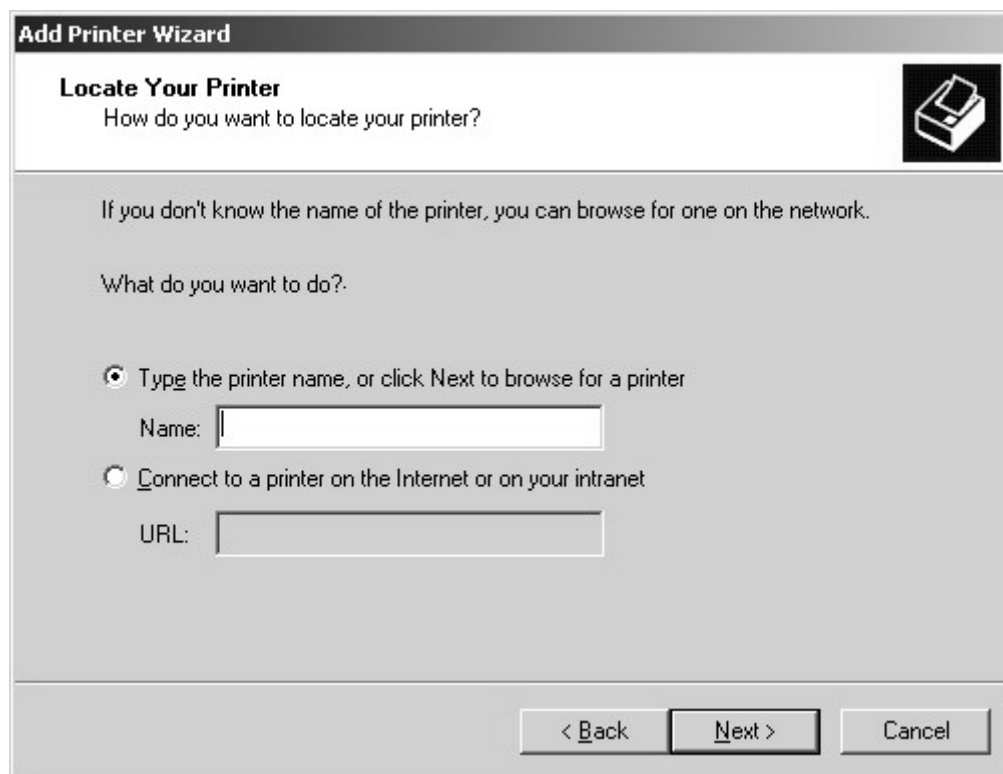 Add Printer Wizard
Locate Your Printer
How do you want to locate your printer?
If you don't know the name of the printer, you can browse for one on the network.
What do you want to do?
Type the printer name, or click Next to browse for a printer
Name:
Connect to a printer on the Internet or on your intranet
URL:
< Back Next > Cancel